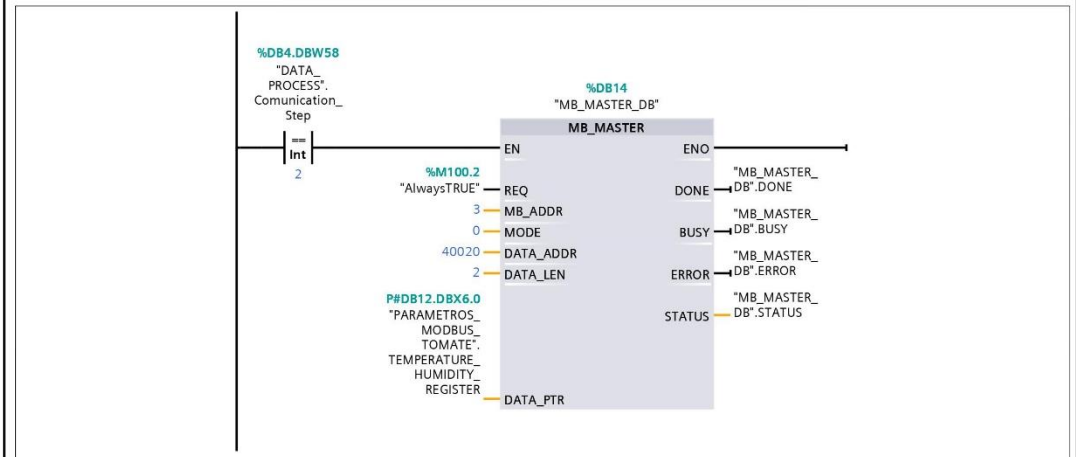 %DB4.DBW58
"DATA_
PROCESS".
Comunication_
Step
==
Int
2
%DB14
"MB_MASTER_DB"
MB_MASTER
EN
ENO
%M100.2
"AlwaysTRUE"
REQ
3
MB_ADDR
0
MODE
40020
DATA_ADDR
2
DATA_LEN
P#DB12.DBX6.0
"PARAMETROS_
MODBUS_
TOMATE".
TEMPERATURE_
HUMIDITY_
REGISTER
DATA_PTR
DONE
"MB_MASTER_
DB".DONE
BUSY
"MB_MASTER_
DB".BUSY
ERROR
"MB_MASTER_
DB".ERROR
STATUS
"MB_MASTER_
DB".STATUS